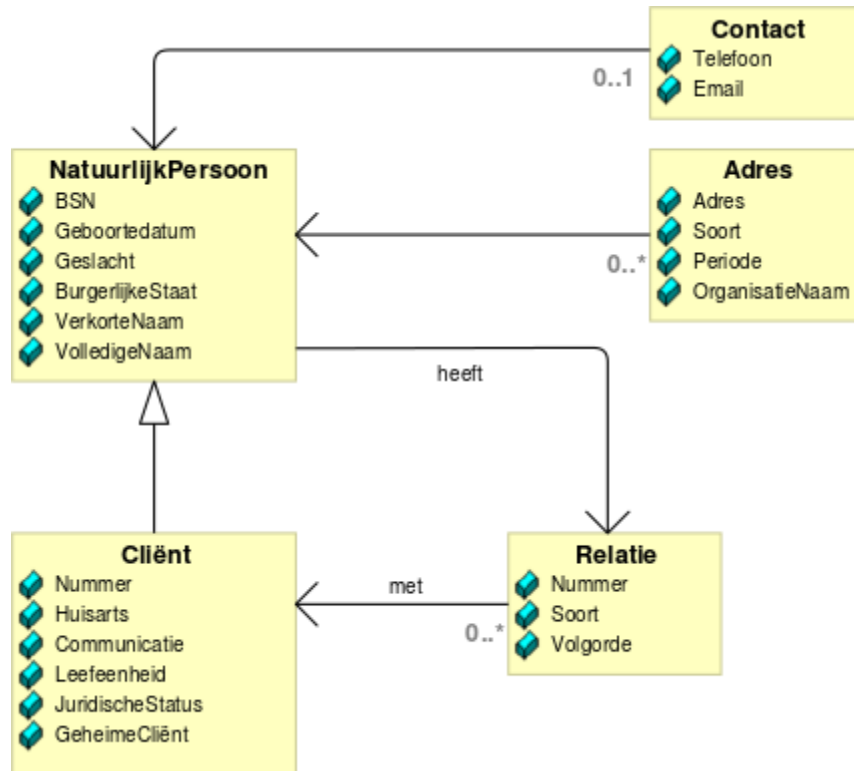 Contact
Telefoon
Email
0..1
NatuurlijkPersoon
BSN
Geboortedatum
Geslacht
BurgerlijkeStaat
VerkorteNaam
VolledigeNaam
Adres
Adres
Soort
Periode
OrganisatieNaam
0..*
heeft
Cliënt
Nummer
Huisarts
Communicatie
Leefeenheid
JuridischeStatus
GeheimeCliënt
met
0..*
Relatie
Nummer
Soort
Volgorde